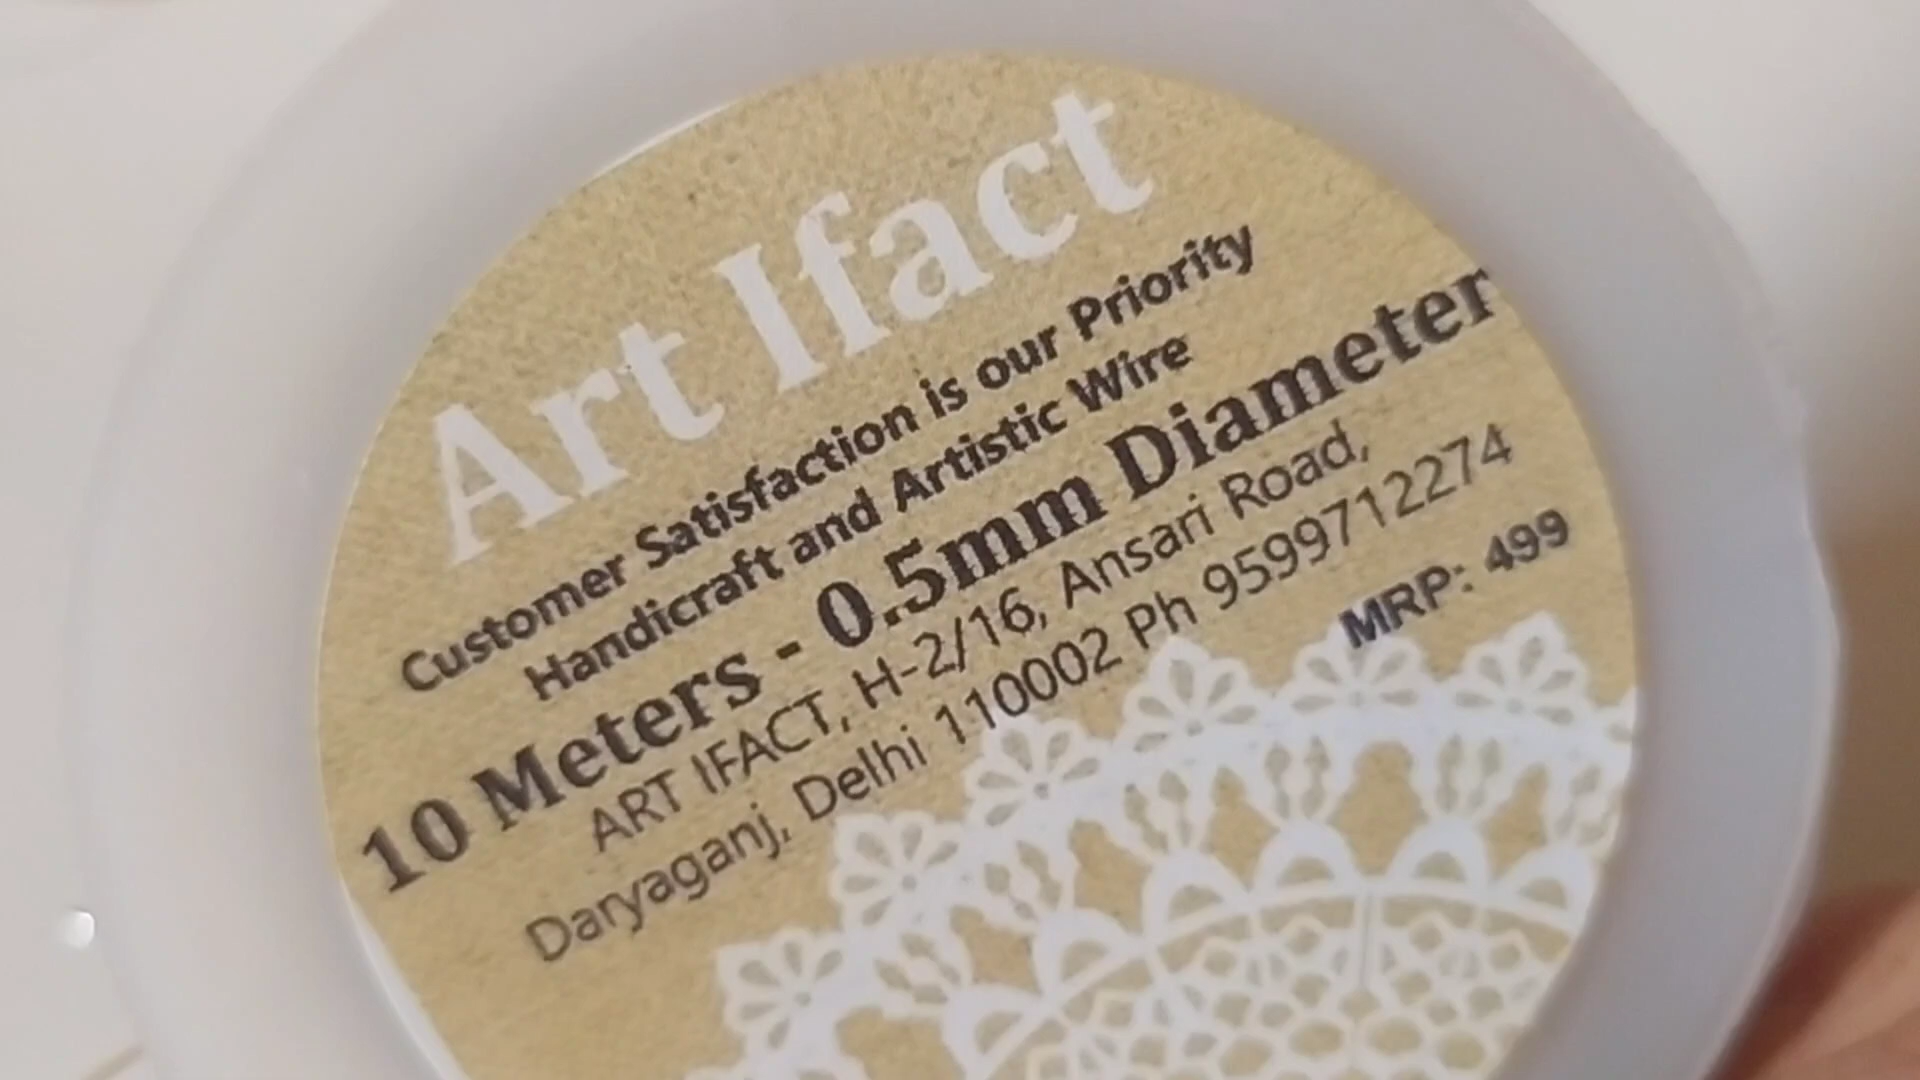 Art Ifact
Customer Satisfaction is our Priority
Handicraft and Artistic Wire
10 Meters - 0.5mm Diameter
ART IFACT, H-2/16, Ansari Road,
Daryaganj, Delhi 110002 Ph 9599712274
MRP: 499